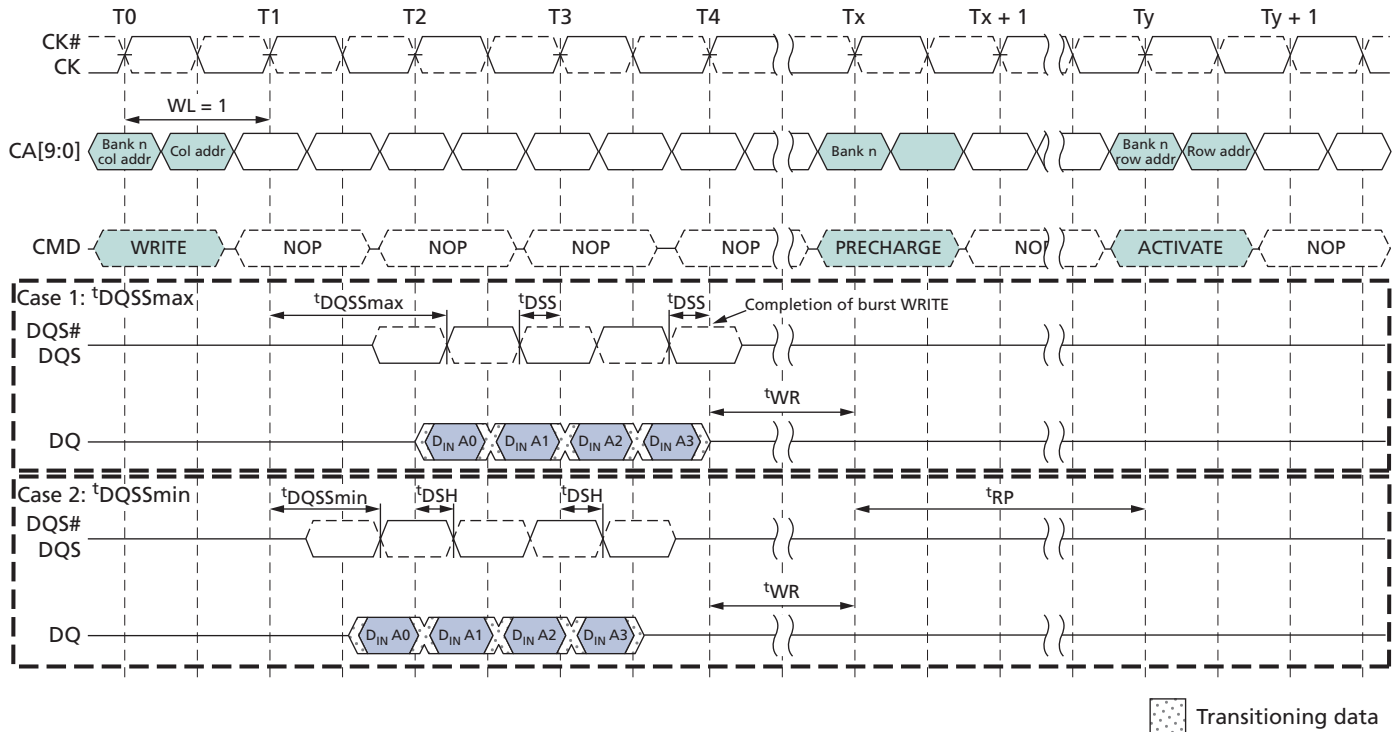 T0 T1 T2 T3 T4 Tx Tx + 1 Ty Ty + 1
CK#
CK
WL = 1
CA[9:0] Bank n col addr Col addr Bank n Bank n row addr Row addr
CMD WRITE NOP NOP NOP NOP PRECHARGE NOP ACTIVATE NOP
Case 1: tDQSSmax
tDQSSmax tDSS tDSS Completion of burst WRITE
DQS#
DQS
tWR
DQ DIN A0 DIN A1 DIN A2 DIN A3
Case 2: tDQSSmin
tDQSSmin tDSH tDSH tRP
DQS#
DQS
tWR
DQ DIN A0 DIN A1 DIN A2 DIN A3
Transitioning data